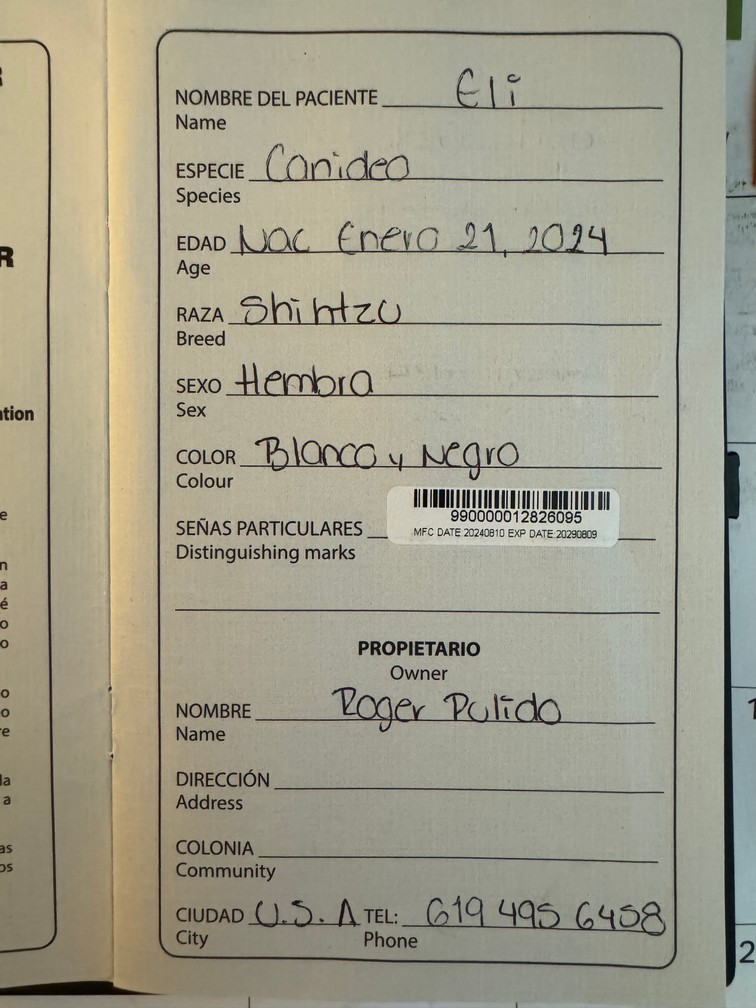 NOMBRE DEL PACIENTE Eli
Name
ESPECIE Canideo
Species
EDAD Nac Enero 21, 2024
Age
RAZA Shihtzu
Breed
SEXO Hembra
Sex
COLOR Blanco y Negro
Colour
990000012826095
MFC DATE:20240810 EXP DATE:20290809
SEÑAS PARTICULARES
Distinguishing marks
PROPIETARIO
Owner
NOMBRE Roger Pulido
Name
DIRECCIÓN
Address
COLONIA
Community
CIUDAD U.S.A TEL: 619 495 6458
City Phone